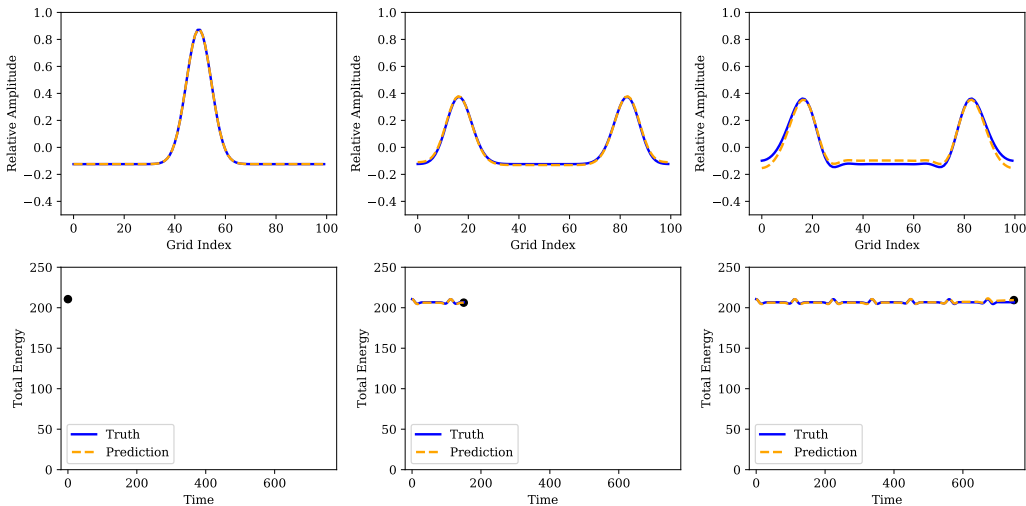 1.0
0.8
0.6
0.4
0.2
0.0
−0.2
−0.4
Relative Amplitude
0 20 40 60 80 100
Grid Index
1.0
0.8
0.6
0.4
0.2
0.0
−0.2
−0.4
Relative Amplitude
0 20 40 60 80 100
Grid Index
1.0
0.8
0.6
0.4
0.2
0.0
−0.2
−0.4
Relative Amplitude
0 20 40 60 80 100
Grid Index
250
200
150
100
50
0
Total Energy
Truth
Prediction
0 200 400 600
Time
250
200
150
100
50
0
Total Energy
Truth
Prediction
0 200 400 600
Time
250
200
150
100
50
0
Total Energy
Truth
Prediction
0 200 400 600
Time